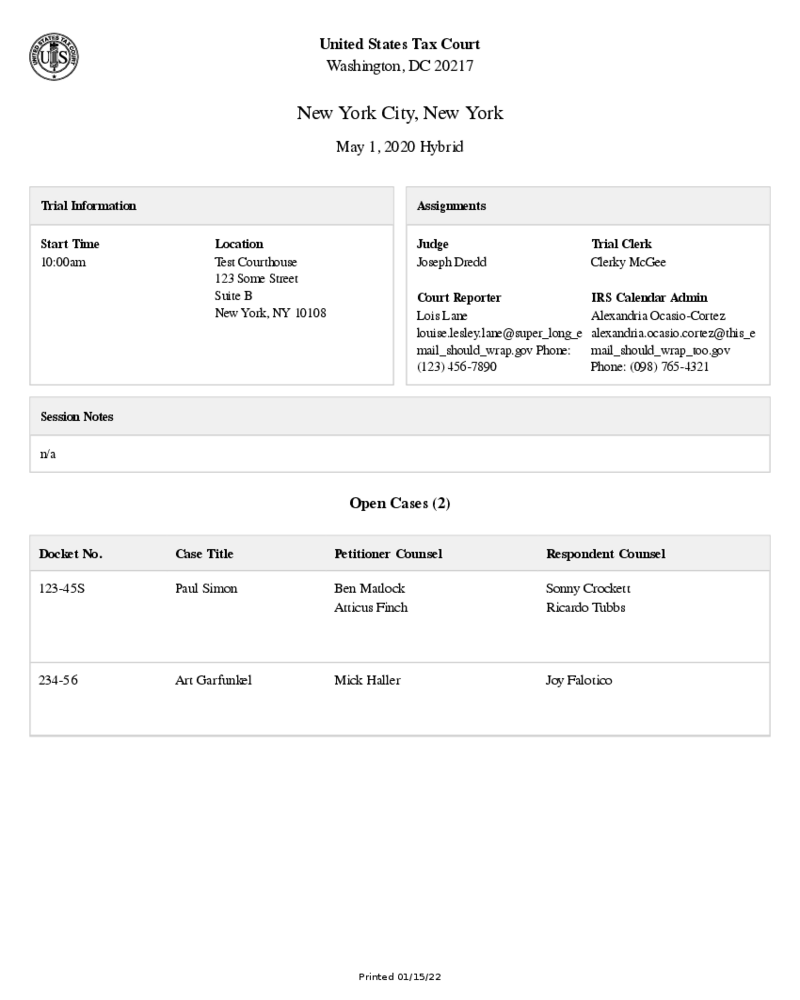 UNITED STATES TAX COURT
US
United States Tax Court
Washington, DC 20217
New York City, New York
May 1, 2020 Hybrid
Trial Information
Start Time
10:00am
Location
Test Courthouse
123 Some Street
Suite B
New York, NY 10108
Assignments
Judge
Joseph Dredd
Trial Clerk
Clerky McGee
Court Reporter
Lois Lane
louise.lesley.lane@super_long_e
mail_should_wrap.gov Phone:
(123) 456-7890
IRS Calendar Admin
Alexandria Ocasio-Cortez
alexandria.ocasio.cortez@this_e
mail_should_wrap_too.gov
Phone: (098) 765-4321
Session Notes
n/a
Open Cases (2)
Docket No. Case Title Petitioner Counsel Respondent Counsel
123-45S Paul Simon Ben Matlock Sonny Crockett
Atticus Finch Ricardo Tubbs
234-56 Art Garfunkel Mick Haller Joy Falotico
Printed 01/15/22